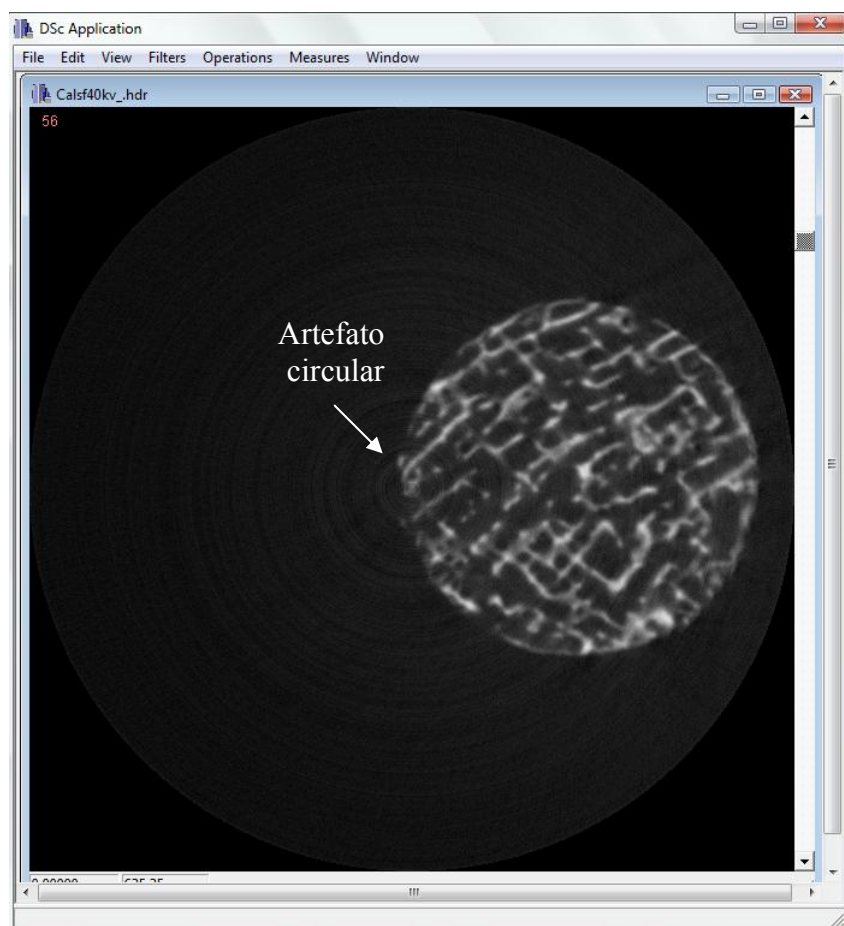 DSc Application
File Edit View Filters Operations Measures Window
Calsf40kv_.hdr
56
Artefato
circular